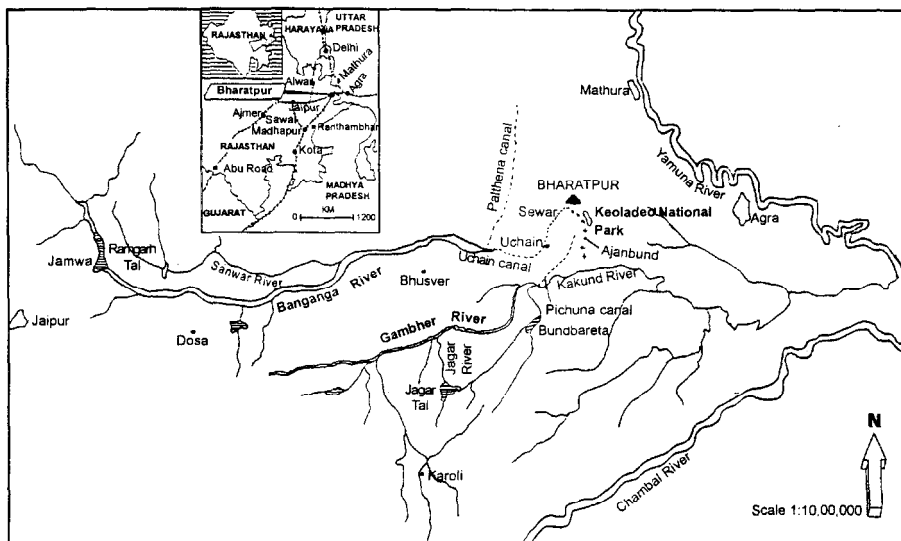 UTTAR
PRADESH
HARAYANA
RAJASTHAN
Delhi
Mathura
Agra
Alwar
Bharatpur
Jaipur
Ajmer
Sawai
Madhapur
Ranthambhar
RAJASTHAN
Kota
Abu Road
MADHYA
PRADESH
GUJARAT
KM
0 1200
Mathura
Yamuna River
Agra
Palthena canal
BHARATPUR
Sewar
Keoladeo National
Park
Uchain
Ajanbund
Uchain canal
Kakund River
Pichuna canal
Bundbareta
Ramgarh
Tal
Jamwa
Sanwar River
Banganga River
Bhusver
Jaipur
Dosa
Gambher River
Jagar
River
Jagar
Tal
Karoli
Chambal River
N
Scale 1:10,00,000